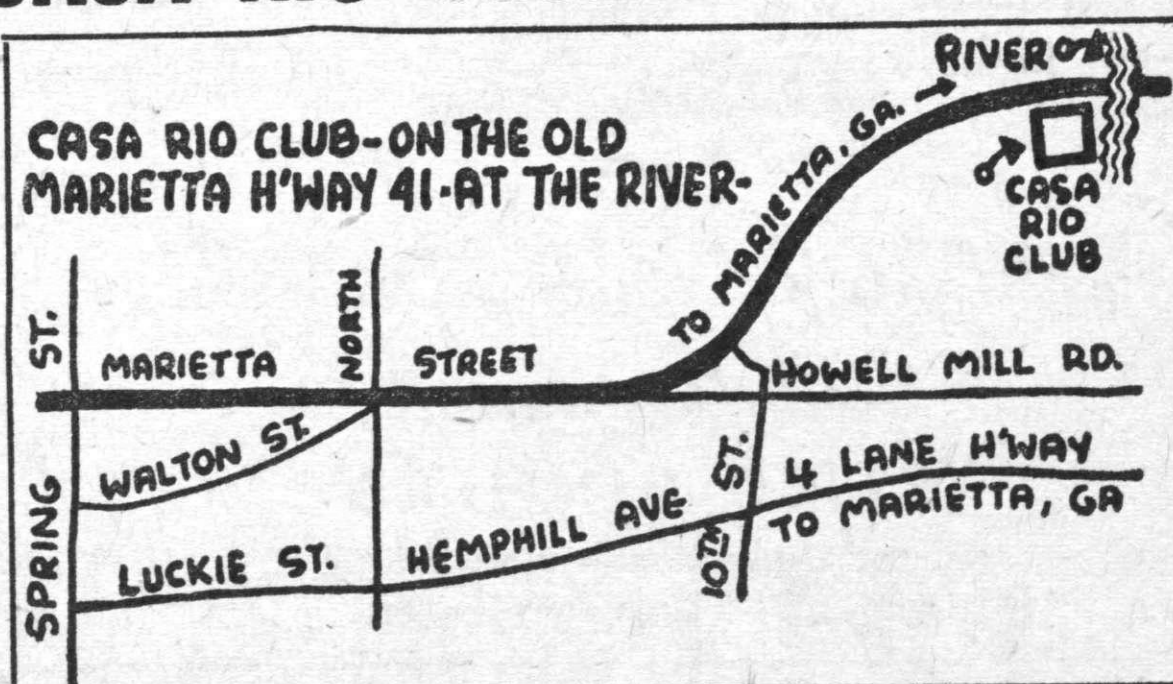 CASA RIO CLUB-ON THE OLD
MARIETTA H'WAY 41-AT THE RIVER-
RIVER
TO MARIETTA, GA.
CASA
RIO
CLUB
SPRING ST.
MARIETTA STREET
NORTH
HOWELL MILL RD.
WALTON ST.
LUCKIE ST.
HEMPHILL AVE
10TH ST.
4 LANE H'WAY
TO MARIETTA, GA